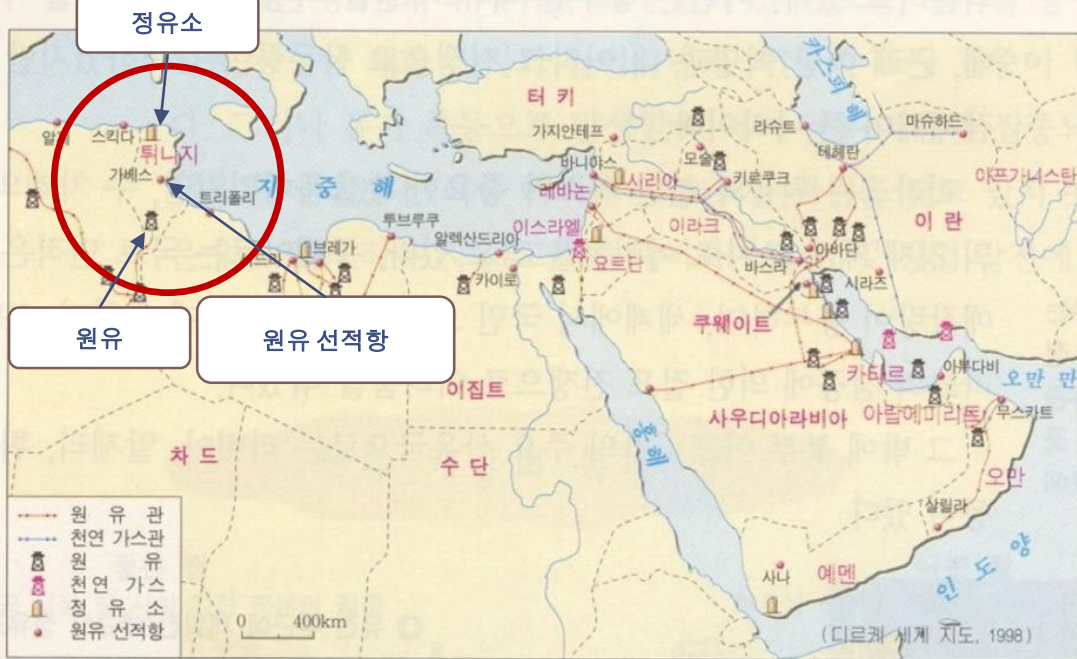 정유소
터 키
카스피 해
알제
스킥다
가지안테프
라슈트
마슈하드
튀니지
바니아스
모술
테헤란
가베스
시리아
키르쿠크
아프가니스탄
지 중 해
레바논
트리폴리
투브루쿠
이스라엘
이라크
이 란
알렉산드리아
브레가
요르단
아바단
카이로
바스라
시라즈
원유
원유 선적항
쿠웨이트
카타르
아부다비
오만 만
이집트
사우디아라비아
아랍에미리트
무스카트
홍해
차 드
수 단
오만
살릴라
원 유 관
천연 가스관
원 유
천연 가스
정 유 소
원유 선적항
사나
예멘
인 도 양
0 400km
(디르케 세계 지도, 1998)